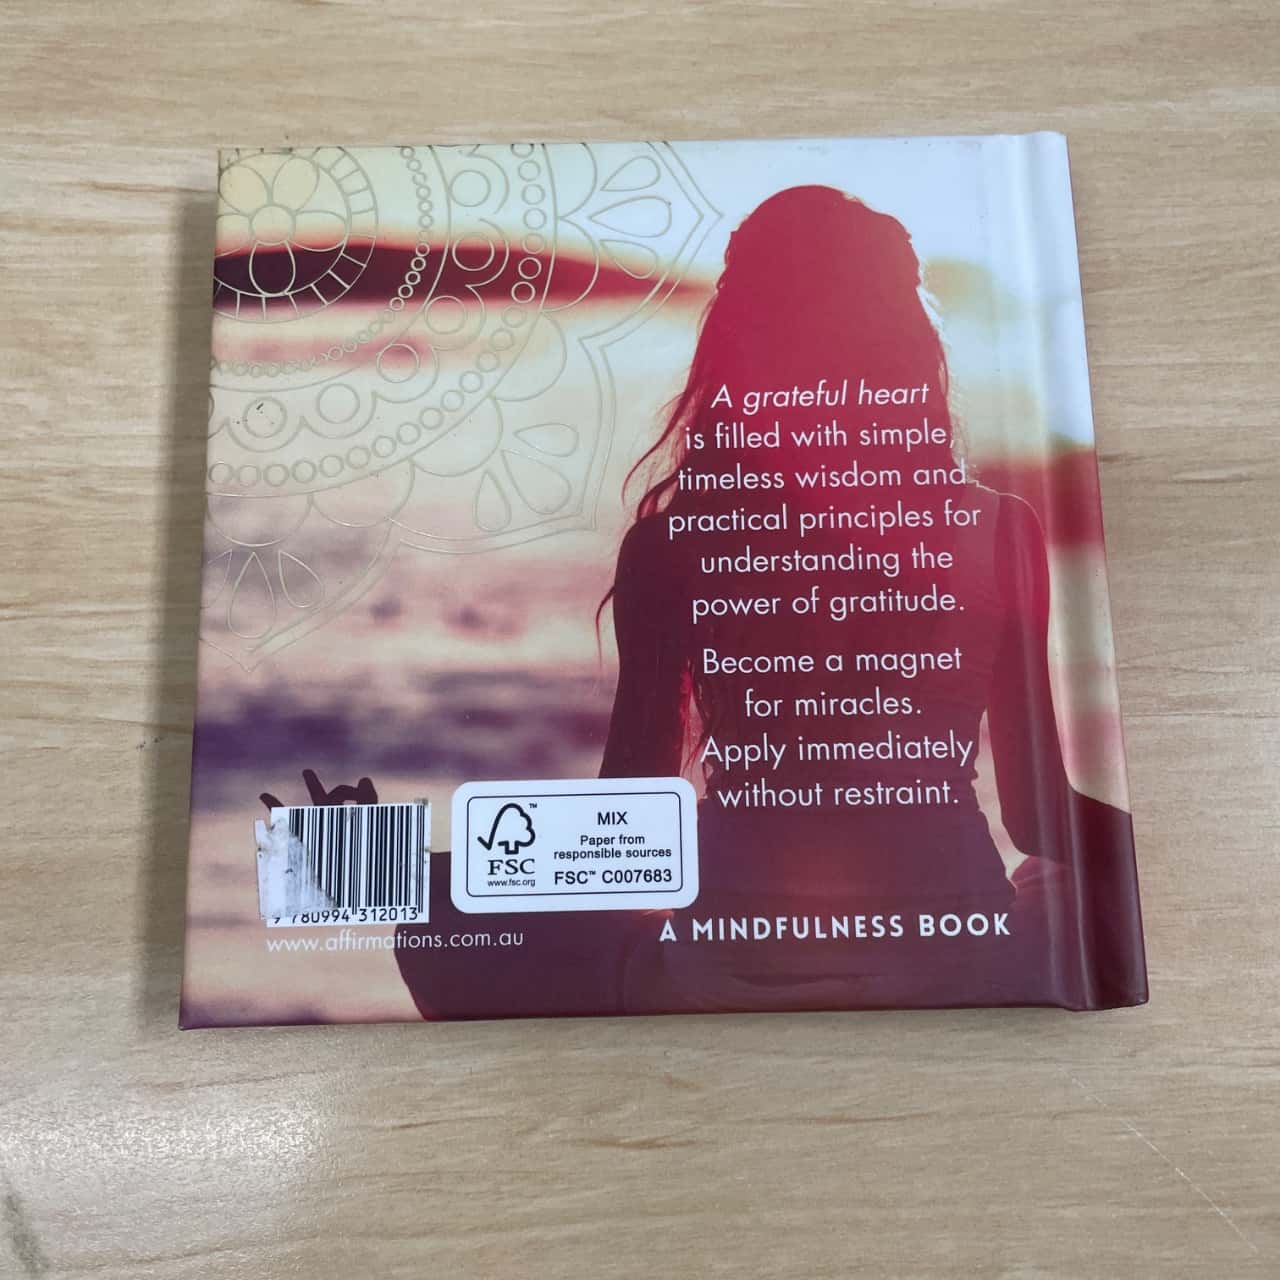 A grateful heart
is filled with simple,
timeless wisdom and
practical principles for
understanding the
power of gratitude.
Become a magnet
for miracles.
Apply immediately
without restraint.
FSC™
www.fsc.org
MIX
Paper from
responsible sources
FSC™ C007683
9 780994 312013
www.affirmations.com.au
A MINDFULNESS BOOK